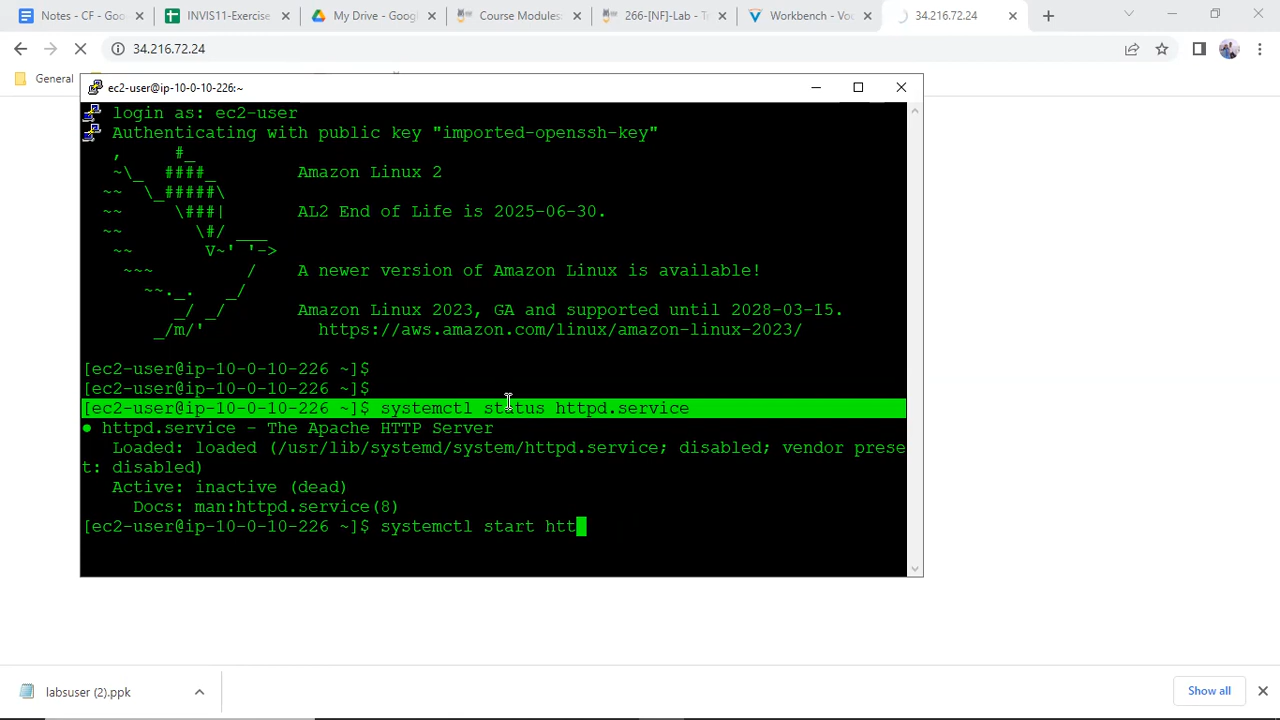 Notes - CF - Goo
INVIS11-Exercise
My Drive - Googl
Course Modules:
266-[NF]-Lab - Tr
Workbench - Voc
34.216.72.24
34.216.72.24
General
ec2-user@ip-10-0-10-226:~
login as: ec2-user
Authenticating with public key "imported-openssh-key"
,     #_
~\_  ####_        Amazon Linux 2
~~  \_#####\
~~     \###|       AL2 End of Life is 2025-06-30.
~~       \#/ ___
~~       V~' '->
~~~         /    A newer version of Amazon Linux is available!
~~._.   _/
_/ _/       Amazon Linux 2023, GA and supported until 2028-03-15.
_/m/'           https://aws.amazon.com/linux/amazon-linux-2023/
[ec2-user@ip-10-0-10-226 ~]$
[ec2-user@ip-10-0-10-226 ~]$
[ec2-user@ip-10-0-10-226 ~]$ systemctl status httpd.service
● httpd.service - The Apache HTTP Server
Loaded: loaded (/usr/lib/systemd/system/httpd.service; disabled; vendor prese
t: disabled)
Active: inactive (dead)
Docs: man:httpd.service(8)
[ec2-user@ip-10-0-10-226 ~]$ systemctl start htt
labsuser (2).ppk
Show all